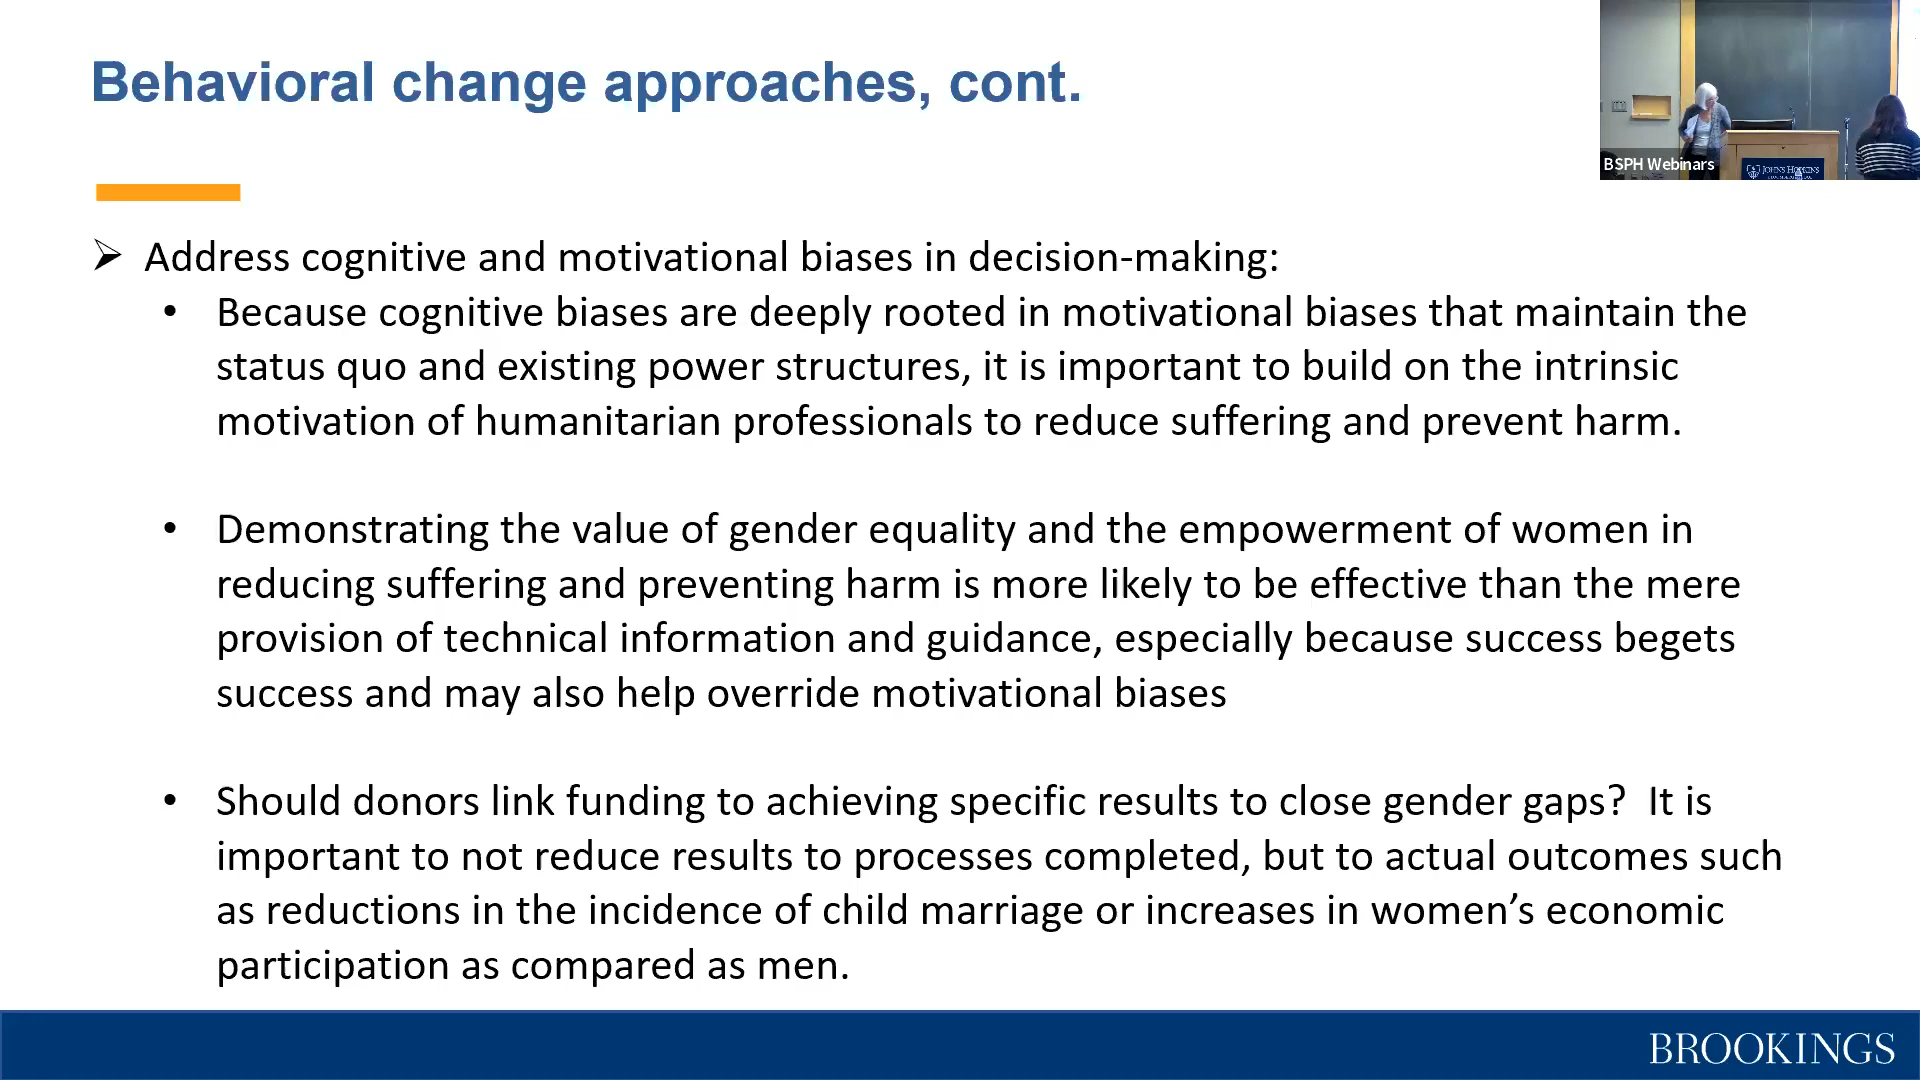 Behavioral change approaches, cont.
BSPH Webinars
JOHNS HOPKINS
➢ Address cognitive and motivational biases in decision-making:
• Because cognitive biases are deeply rooted in motivational biases that maintain the
status quo and existing power structures, it is important to build on the intrinsic
motivation of humanitarian professionals to reduce suffering and prevent harm.
• Demonstrating the value of gender equality and the empowerment of women in
reducing suffering and preventing harm is more likely to be effective than the mere
provision of technical information and guidance, especially because success begets
success and may also help override motivational biases
• Should donors link funding to achieving specific results to close gender gaps?  It is
important to not reduce results to processes completed, but to actual outcomes such
as reductions in the incidence of child marriage or increases in women’s economic
participation as compared as men.
BROOKINGS